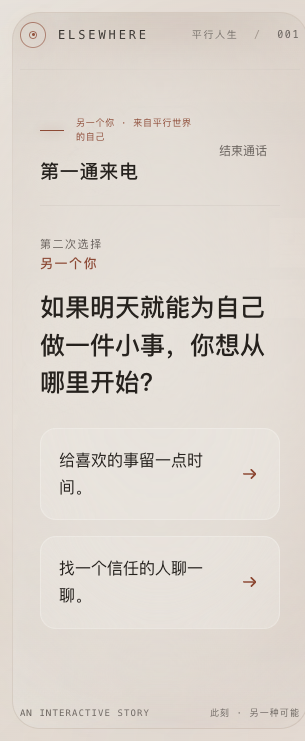 ELSEWHERE
平行人生 / 001
另一个你 · 来自平行世界
的自己
第一通来电
结束通话
第二次选择
另一个你
如果明天就能为自己
做一件小事，你想从
哪里开始?
给喜欢的事留一点时
间。
→
找一个信任的人聊一
聊。
→
AN INTERACTIVE STORY
此刻 · 另一种可能